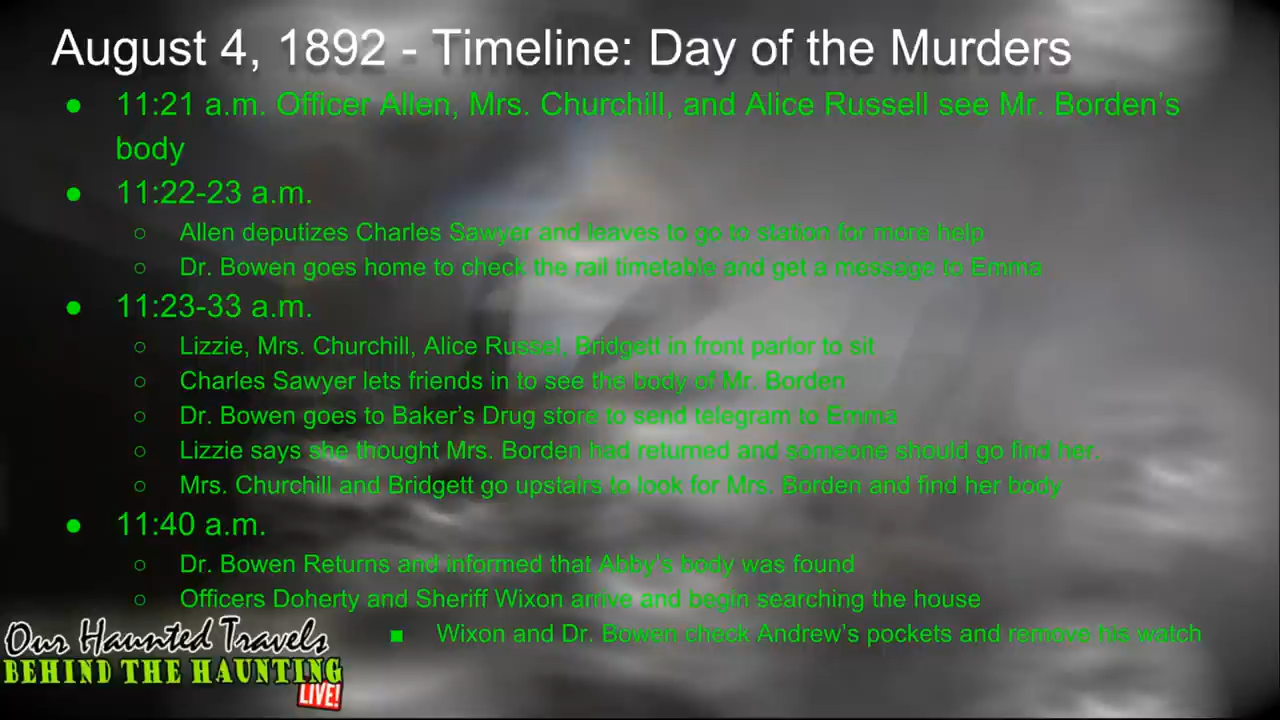 August 4, 1892 - Timeline: Day of the Murders
● 11:21 a.m. Officer Allen, Mrs. Churchill, and Alice Russell see Mr. Borden's
body
● 11:22-23 a.m.
○ Allen deputizes Charles Sawyer and leaves to go to station for more help
○ Dr. Bowen goes home to check the rail timetable and get a message to Emma
● 11:23-33 a.m.
○ Lizzie, Mrs. Churchill, Alice Russel, Bridgett in front parlor to sit
○ Charles Sawyer lets friends in to see the body of Mr. Borden
○ Dr. Bowen goes to Baker's Drug store to send telegram to Emma
○ Lizzie says she thought Mrs. Borden had returned and someone should go find her.
○ Mrs. Churchill and Bridgett go upstairs to look for Mrs. Borden and find her body
● 11:40 a.m.
○ Dr. Bowen Returns and informed that Abby's body was found
○ Officers Doherty and Sheriff Wixon arrive and begin searching the house
■ Wixon and Dr. Bowen check Andrew's pockets and remove his watch
Our Haunted Travels
BEHIND THE HAUNTING
LIVE!